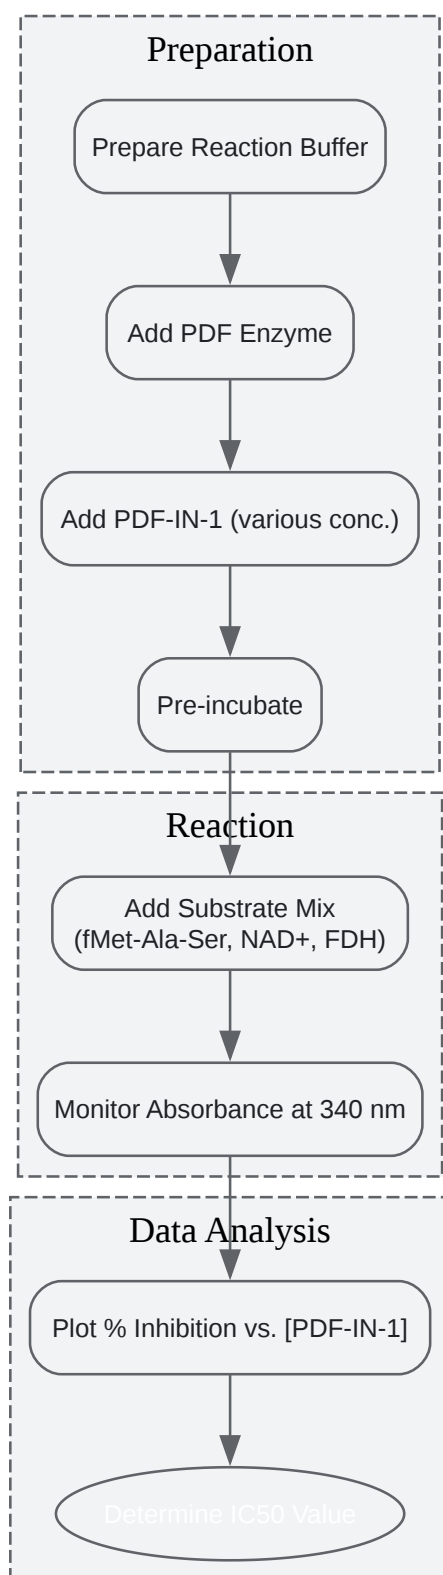 Preparation
Prepare Reaction Buffer
Add PDF Enzyme
Add PDF-IN-1 (various conc.)
Pre-incubate
Reaction
Add Substrate Mix
(fMet-Ala-Ser, NAD+, FDH)
Monitor Absorbance at 340 nm
Data Analysis
Plot % Inhibition vs. [PDF-IN-1]
Determine IC50 Value